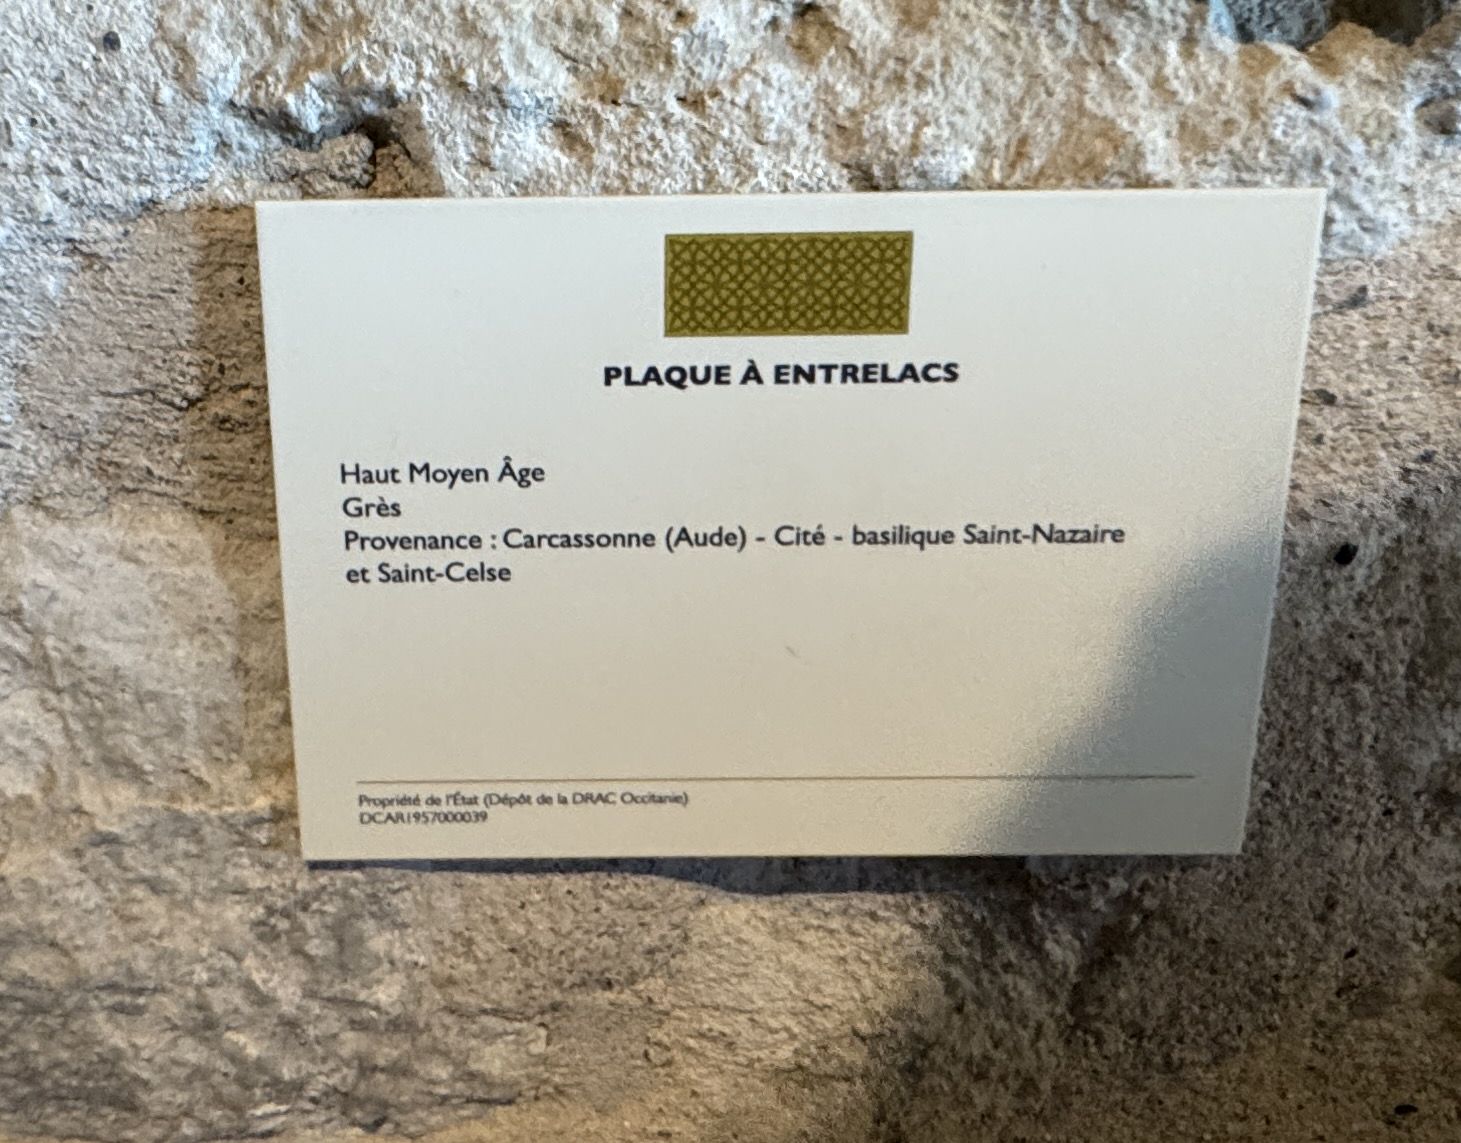 PLAQUE À ENTRELACS
Haut Moyen Âge
Grès
Provenance : Carcassonne (Aude) - Cité - basilique Saint-Nazaire
et Saint-Celse
Propriété de l'État (Dépôt de la DRAC Occitanie)
DCAR1957000039